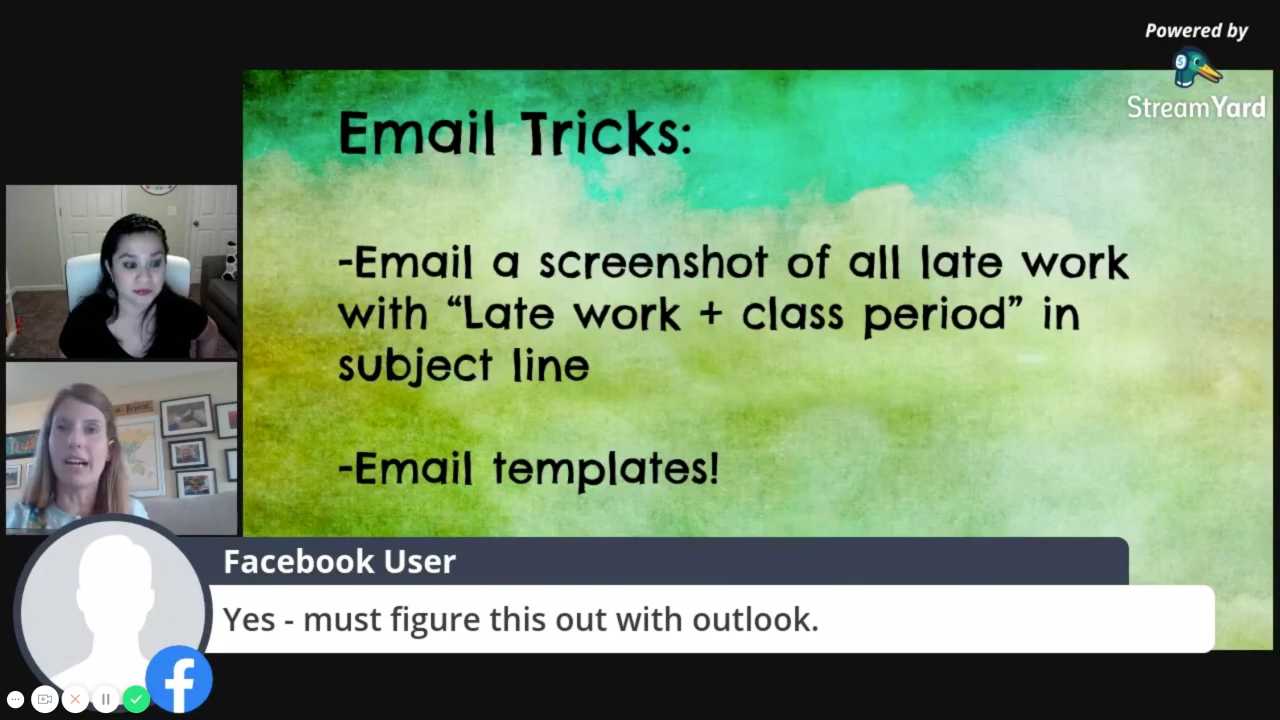 Powered by
StreamYard
Email Tricks:
-Email a screenshot of all late work
with “Late work + class period” in
subject line
-Email templates!
Repeat.
Facebook User
Yes - must figure this out with outlook.